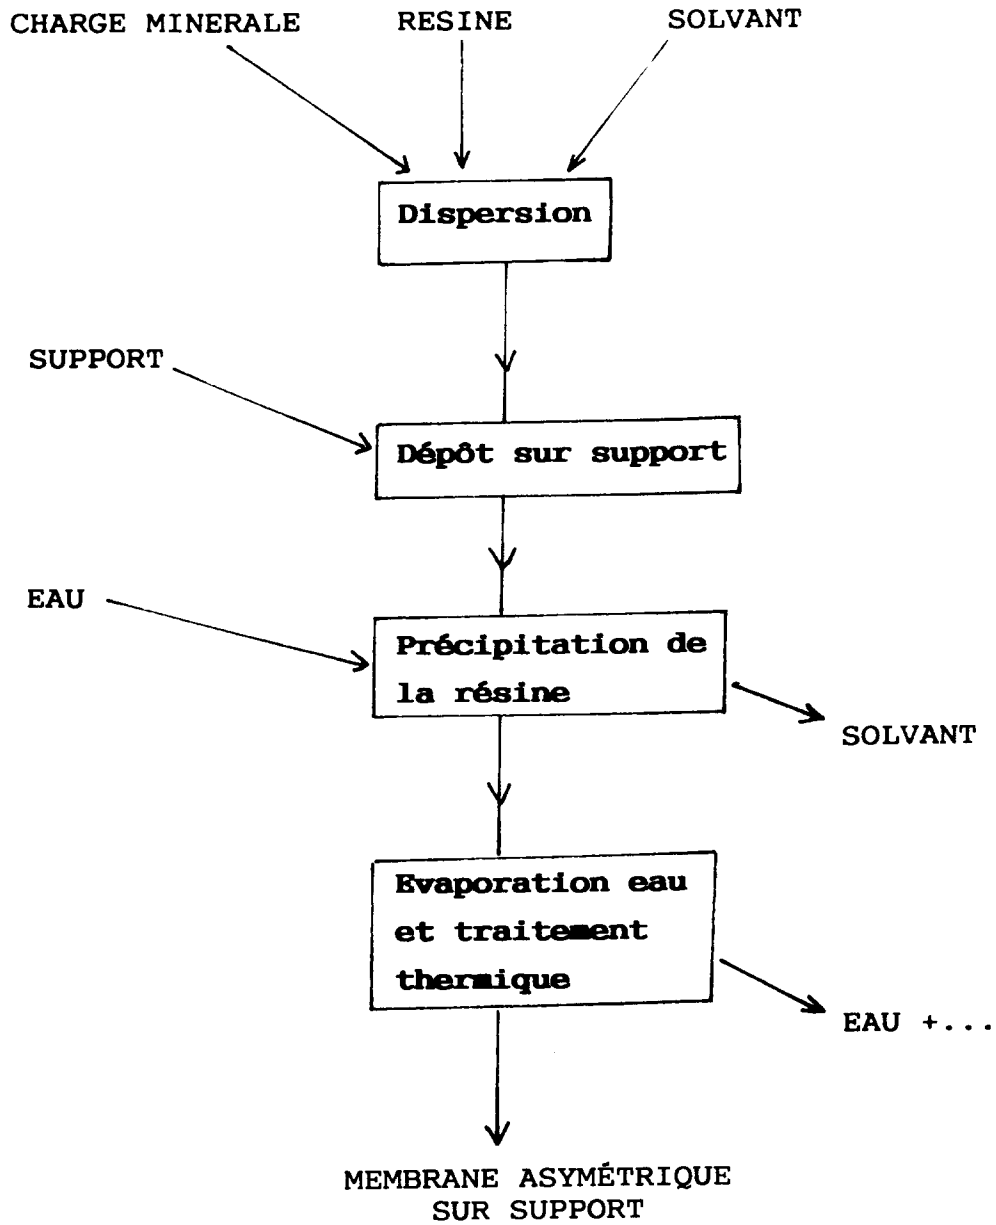 CHARGE MINERALE RESINE SOLVANT
Dispersion
SUPPORT
Dépôt sur support
EAU
Précipitation de
la résine
SOLVANT
Evaporation eau
et traitement
thermique
EAU +...
MEMBRANE ASYMÉTRIQUE
SUR SUPPORT